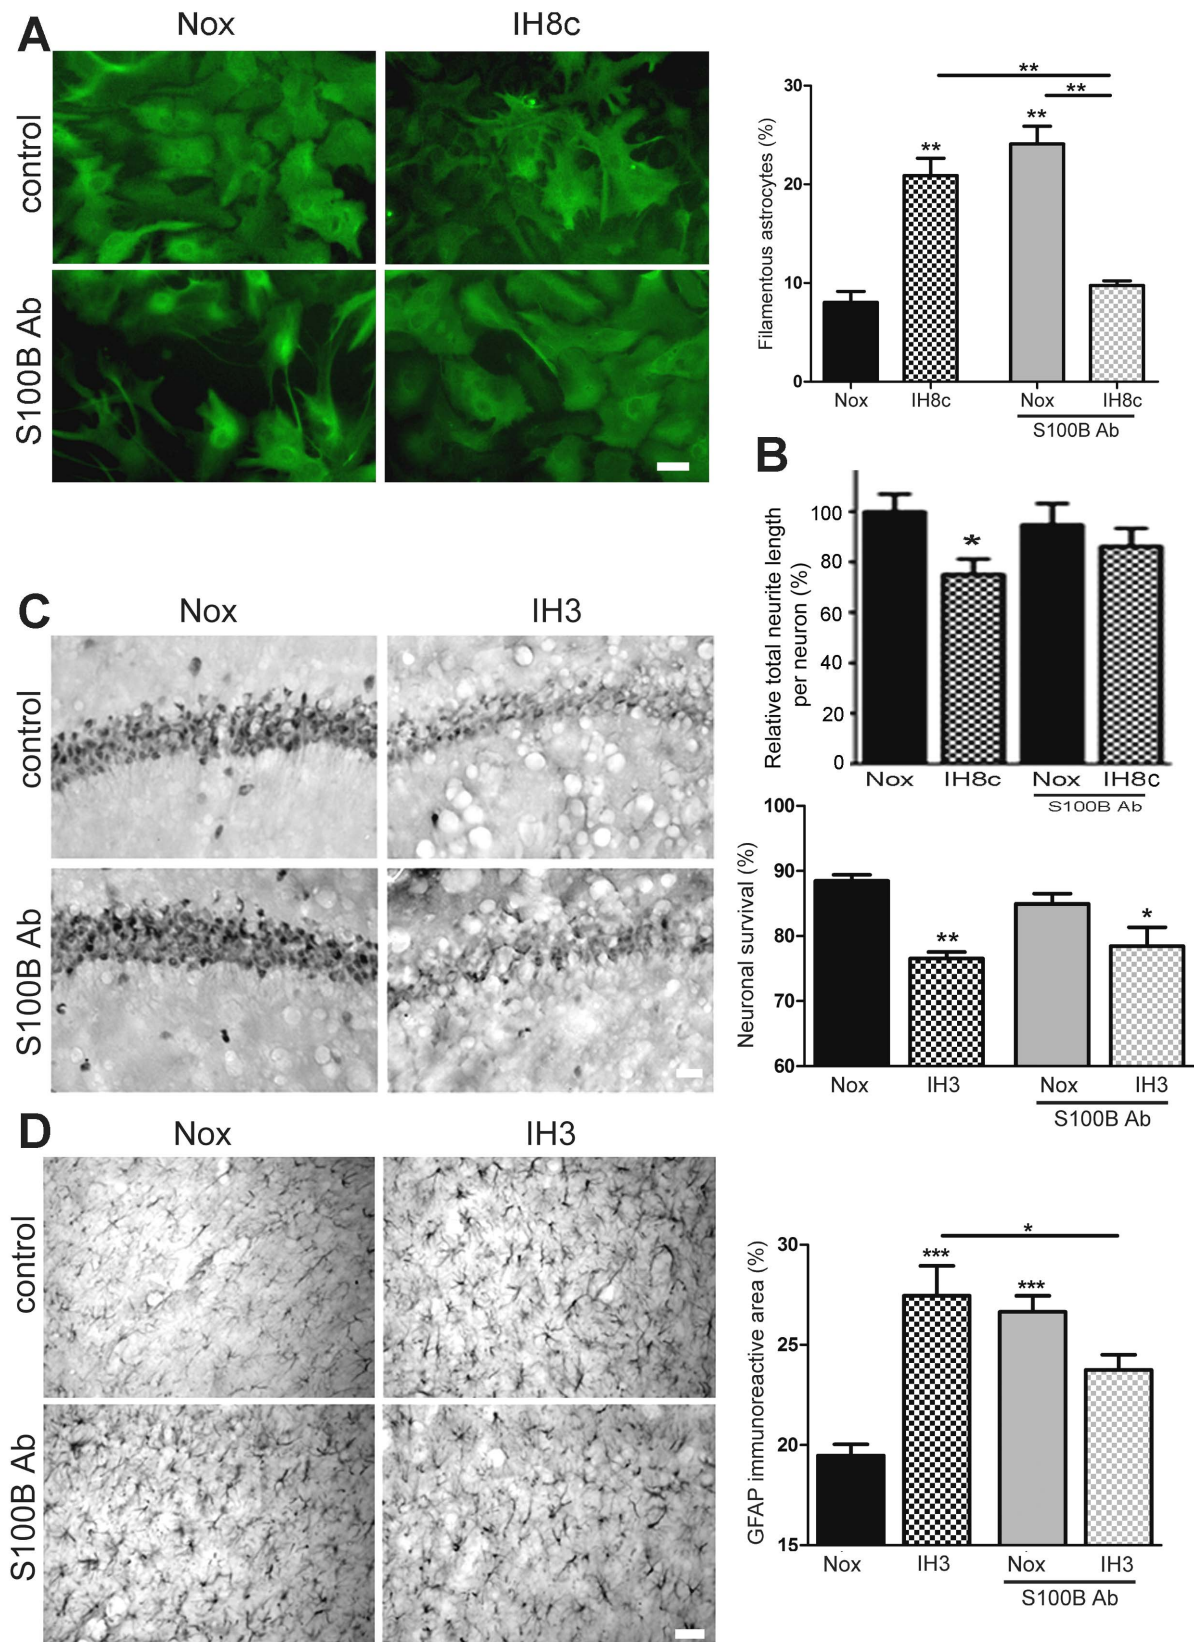 A
Nox
IH8c
control
S100B Ab
Filamentous astrocytes (%)
30
20
10
0
**
**
**
**
Nox
IH8c
Nox
IH8c
S100B Ab
B
Relative total neurite length
per neuron (%)
100
80
60
40
20
0
*
Nox
IH8c
Nox
IH8c
S100B Ab
C
Nox
IH3
control
S100B Ab
Neuronal survival (%)
100
90
80
70
60
**
*
Nox
IH3
Nox
IH3
S100B Ab
D
Nox
IH3
control
S100B Ab
GFAP immunoreactive area (%)
30
25
20
15
***
***
*
Nox
IH3
Nox
IH3
S100B Ab